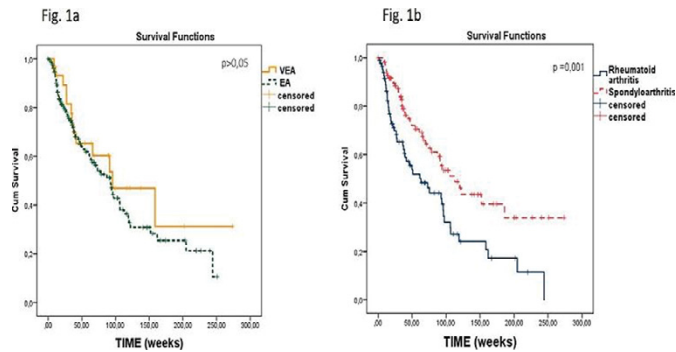 Fig. 1a
Survival Functions
p>0,05
VEA
EA
censored
censored
Cum Survival
1,0
0,8
0,6
0,4
0,2
0,0
,00 50,00 100,00 150,00 200,00 250,00 300,00
TIME (weeks)
Fig. 1b
Survival Functions
p =0,001
Rheumatoid
arthritis
Spondyloarthritis
censored
censored
Cum Survival
1,0
0,8
0,6
0,4
0,2
0,0
,00 50,00 100,00 150,00 200,00 250,00 300,00
TIME (weeks)